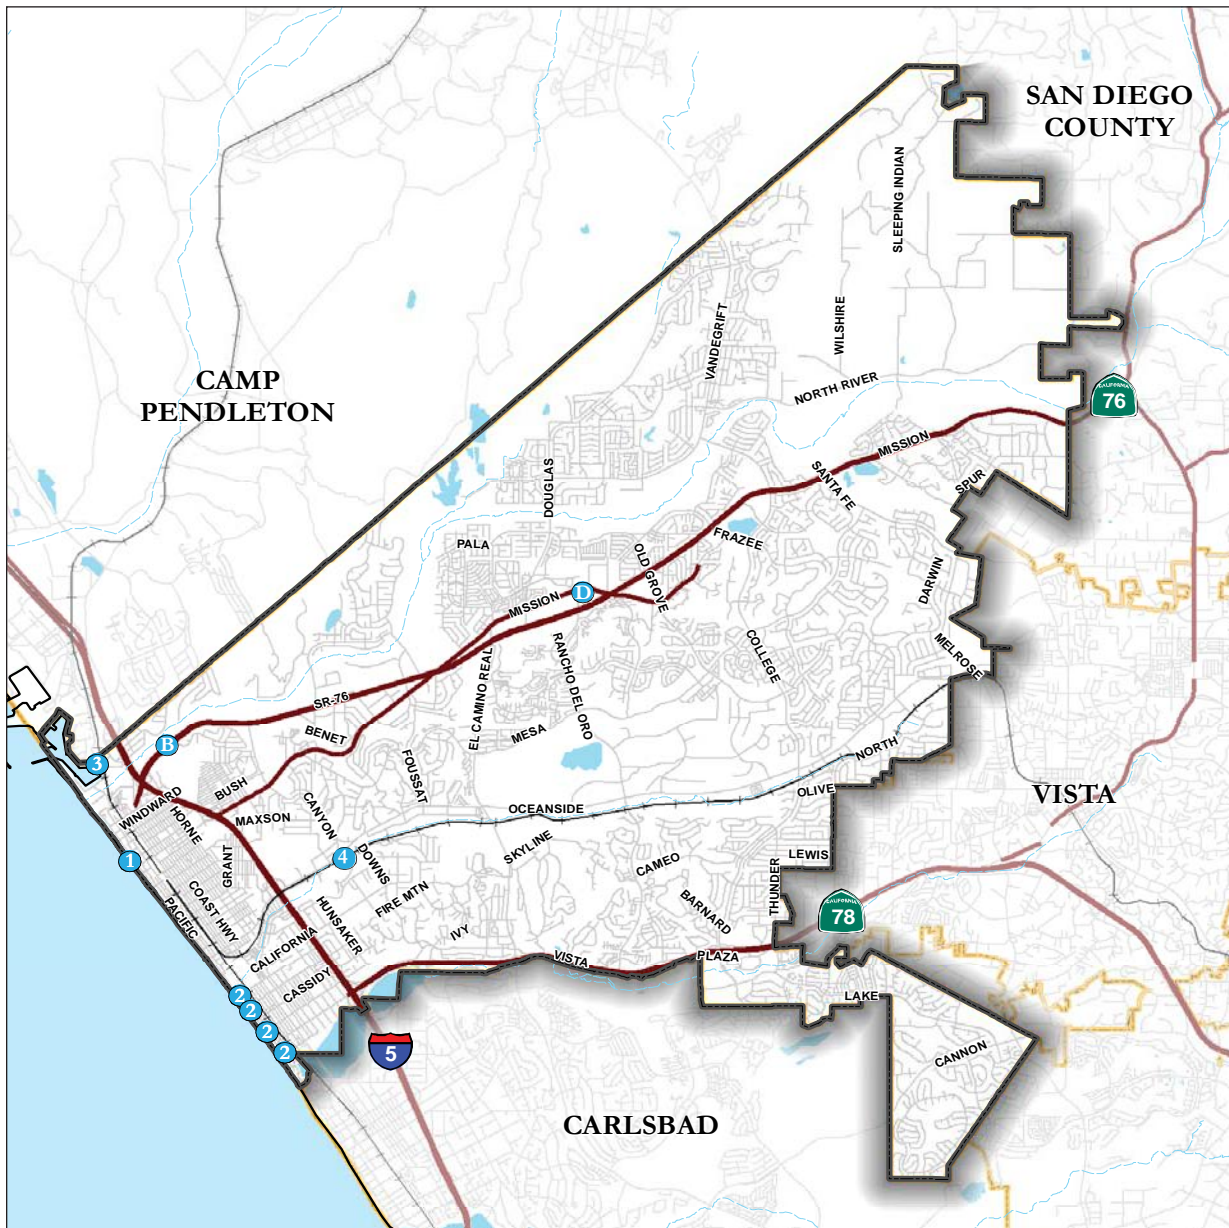 SAN DIEGO
COUNTY
SLEEPING INDIAN
VANDEGRIFT
WILSHIRE
CAMP
PENDLETON
NORTH RIVER
CALIFORNIA
76
MISSION
SANTA FE
SPUR
DOUGLAS
PALA
FRAZEE
OLD GROVE
DARWIN
D
MISSION
COLLEGE
MELROSE
RANCHO DEL ORO
EL CAMINO REAL
SR-76
MESA
BENET
B
NORTH
3
FOUSSAT
BUSH
WINDWARD
HORNE
MAXSON
CANYON
OCEANSIDE
OLIVE
VISTA
1
GRANT
4
DOWNS
SKYLINE
CAMEO
LEWIS
THUNDER
FIRE MTN
COAST HWY
PACIFIC
HUNSAKER
BARNARD
CALIFORNIA
78
IVY
CALIFORNIA
CASSIDY
VISTA
PLAZA
LAKE
2
2
2
2
5
CANNON
CARLSBAD